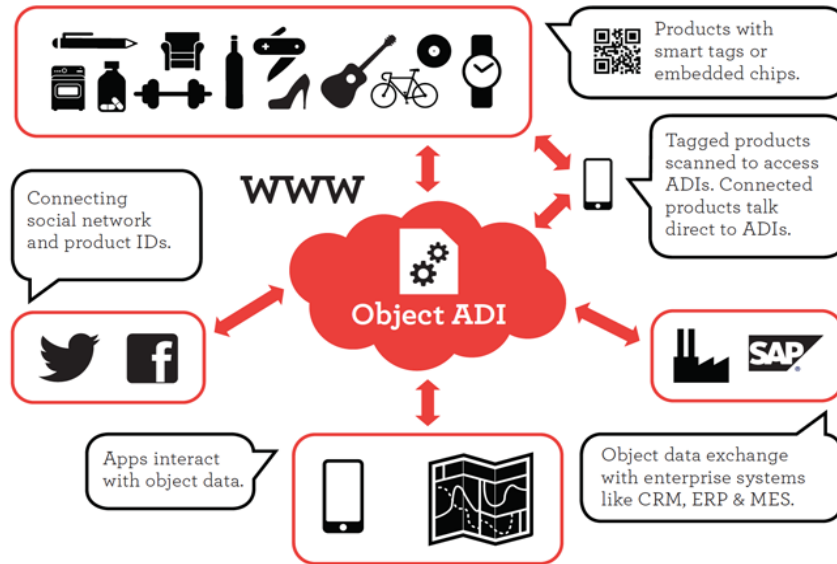 Products with
smart tags or
embedded chips.
Tagged products
scanned to access
ADIs. Connected
products talk
direct to ADIs.
WWW
Connecting
social network
and product IDs.
Object ADI
f
SAP
Apps interact
with object data.
Object data exchange
with enterprise systems
like CRM, ERP & MES.